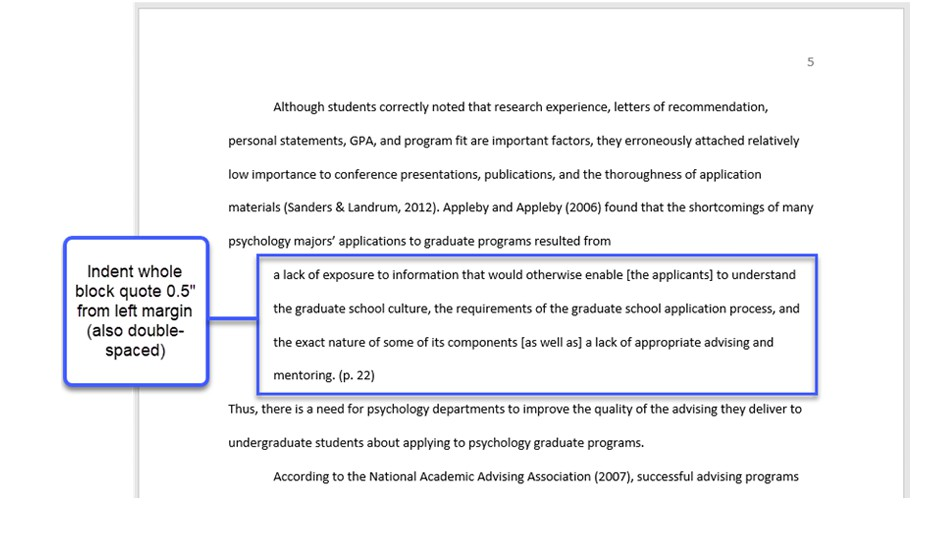 5
Although students correctly noted that research experience, letters of recommendation,
personal statements, GPA, and program fit are important factors, they erroneously attached relatively
low importance to conference presentations, publications, and the thoroughness of application
materials (Sanders & Landrum, 2012). Appleby and Appleby (2006) found that the shortcomings of many
psychology majors’ applications to graduate programs resulted from
Indent whole
block quote 0.5"
from left margin
(also double-
spaced)
a lack of exposure to information that would otherwise enable [the applicants] to understand
the graduate school culture, the requirements of the graduate school application process, and
the exact nature of some of its components [as well as] a lack of appropriate advising and
mentoring. (p. 22)
Thus, there is a need for psychology departments to improve the quality of the advising they deliver to
undergraduate students about applying to psychology graduate programs.
According to the National Academic Advising Association (2007), successful advising programs